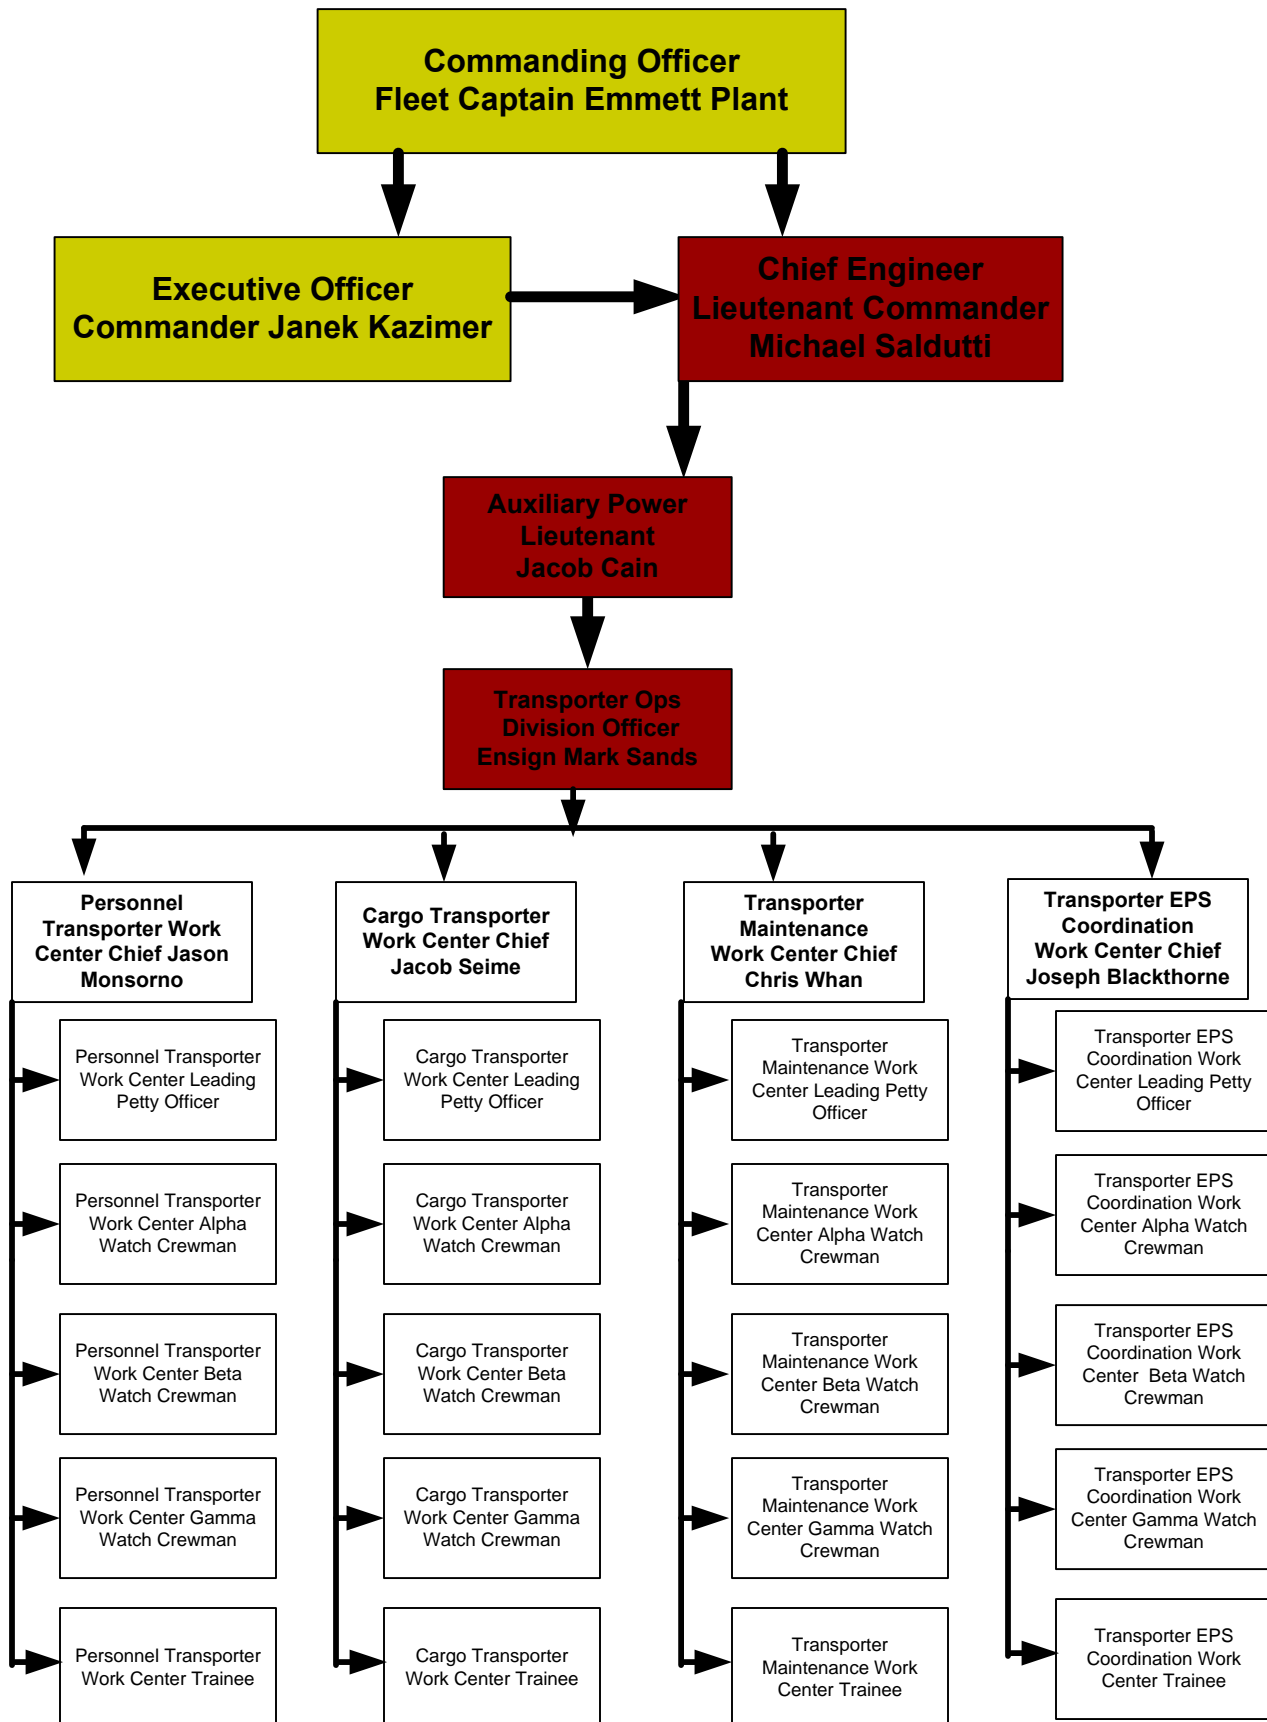 Commanding Officer
Fleet Captain Emmett Plant
Executive Officer
Commander Janek Kazimer
Chief Engineer
Lieutenant Commander
Michael Saldutti
Auxiliary Power
Lieutenant
Jacob Cain
Transporter Ops
Division Officer
Ensign Mark Sands
Personnel
Transporter Work
Center Chief Jason
Monsorno
Cargo Transporter
Work Center Chief
Jacob Seime
Transporter
Maintenance
Work Center Chief
Chris Whan
Transporter EPS
Coordination
Work Center Chief
Joseph Blackthorne
Personnel Transporter
Work Center Leading
Petty Officer
Cargo Transporter
Work Center Leading
Petty Officer
Transporter
Maintenance Work
Center Leading Petty
Officer
Transporter EPS
Coordination Work
Center Leading Petty
Officer
Personnel Transporter
Work Center Alpha
Watch Crewman
Cargo Transporter
Work Center Alpha
Watch Crewman
Transporter
Maintenance Work
Center Alpha Watch
Crewman
Transporter EPS
Coordination Work
Center Alpha Watch
Crewman
Personnel Transporter
Work Center Beta
Watch Crewman
Cargo Transporter
Work Center Beta
Watch Crewman
Transporter
Maintenance Work
Center Beta Watch
Crewman
Transporter EPS
Coordination Work
Center  Beta Watch
Crewman
Personnel Transporter
Work Center Gamma
Watch Crewman
Cargo Transporter
Work Center Gamma
Watch Crewman
Transporter
Maintenance Work
Center Gamma Watch
Crewman
Transporter EPS
Coordination Work
Center Gamma Watch
Crewman
Personnel Transporter
Work Center Trainee
Cargo Transporter
Work Center Trainee
Transporter
Maintenance Work
Center Trainee
Transporter EPS
Coordination Work
Center Trainee